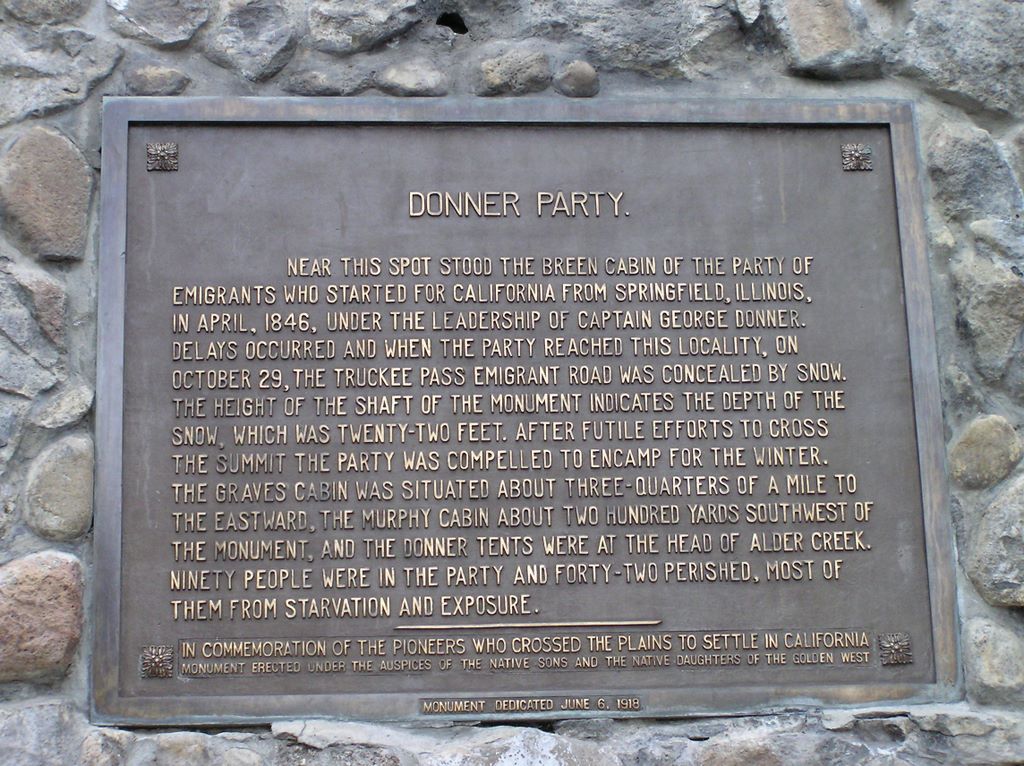 DONNER PARTY.
NEAR THIS SPOT STOOD THE BREEN CABIN OF THE PARTY OF
EMIGRANTS WHO STARTED FOR CALIFORNIA FROM SPRINGFIELD, ILLINOIS,
IN APRIL, 1846, UNDER THE LEADERSHIP OF CAPTAIN GEORGE DONNER.
DELAYS OCCURRED AND WHEN THE PARTY REACHED THIS LOCALITY, ON
OCTOBER 29, THE TRUCKEE PASS EMIGRANT ROAD WAS CONCEALED BY SNOW.
THE HEIGHT OF THE SHAFT OF THE MONUMENT INDICATES THE DEPTH OF THE
SNOW, WHICH WAS TWENTY-TWO FEET. AFTER FUTILE EFFORTS TO CROSS
THE SUMMIT THE PARTY WAS COMPELLED TO ENCAMP FOR THE WINTER.
THE GRAVES CABIN WAS SITUATED ABOUT THREE-QUARTERS OF A MILE TO
THE EASTWARD, THE MURPHY CABIN ABOUT TWO HUNDRED YARDS SOUTHWEST OF
THE MONUMENT, AND THE DONNER TENTS WERE AT THE HEAD OF ALDER CREEK.
NINETY PEOPLE WERE IN THE PARTY AND FORTY-TWO PERISHED, MOST OF
THEM FROM STARVATION AND EXPOSURE.
IN COMMEMORATION OF THE PIONEERS WHO CROSSED THE PLAINS TO SETTLE IN CALIFORNIA
MONUMENT ERECTED UNDER THE AUSPICES OF THE NATIVE SONS AND THE NATIVE DAUGHTERS OF THE GOLDEN WEST
MONUMENT DEDICATED JUNE 6, 1918